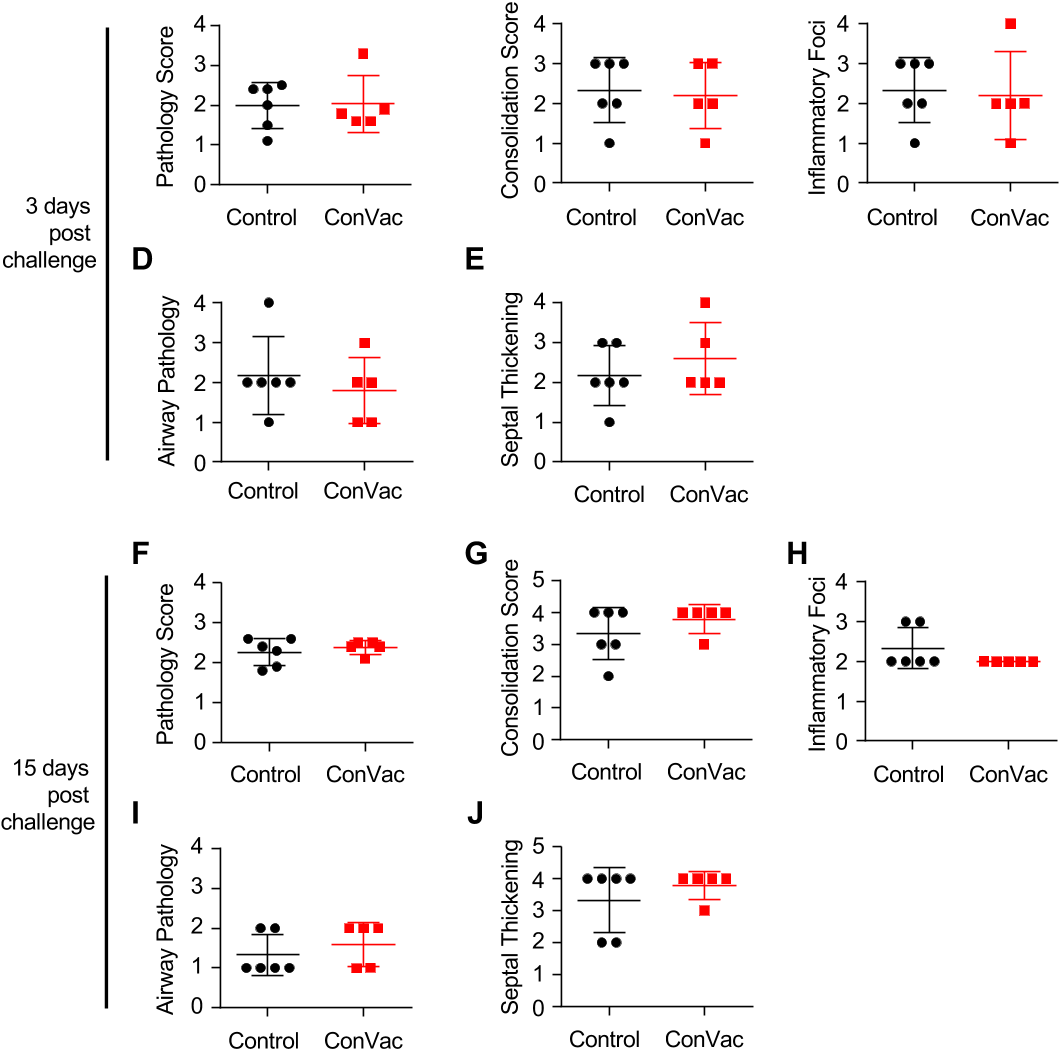 Pathology Score
4
3
2
1
0
Control
ConVac
Consolidation Score
4
3
2
1
0
Control
ConVac
Inflammatory Foci
4
3
2
1
0
Control
ConVac
3 days
post
challenge
D
Airway Pathology
4
3
2
1
0
Control
ConVac
E
Septal Thickening
4
3
2
1
0
Control
ConVac
F
Pathology Score
4
3
2
1
0
Control
ConVac
G
Consolidation Score
5
4
3
2
1
0
Control
ConVac
H
Inflammatory Foci
4
3
2
1
0
Control
ConVac
15 days
post
challenge
I
Airway Pathology
4
3
2
1
0
Control
ConVac
J
Septal Thickening
5
4
3
2
1
0
Control
ConVac